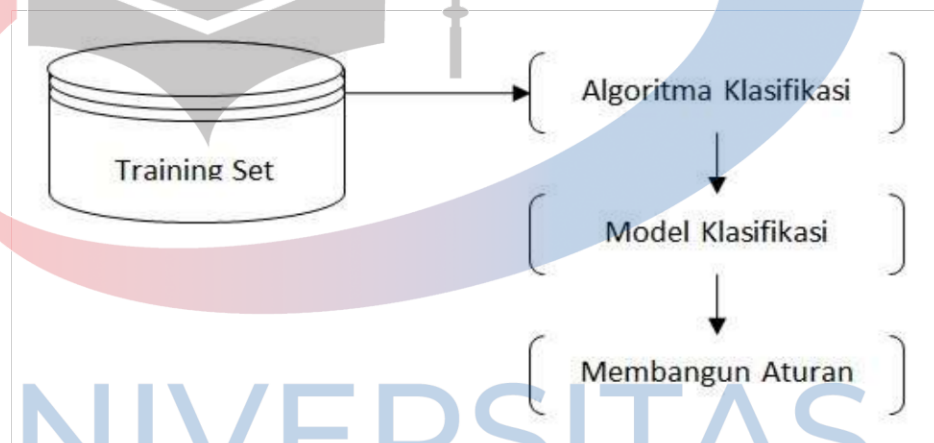 Training Set
Algoritma Klasifikasi
Model Klasifikasi
Membangun Aturan
NIVERSITAS